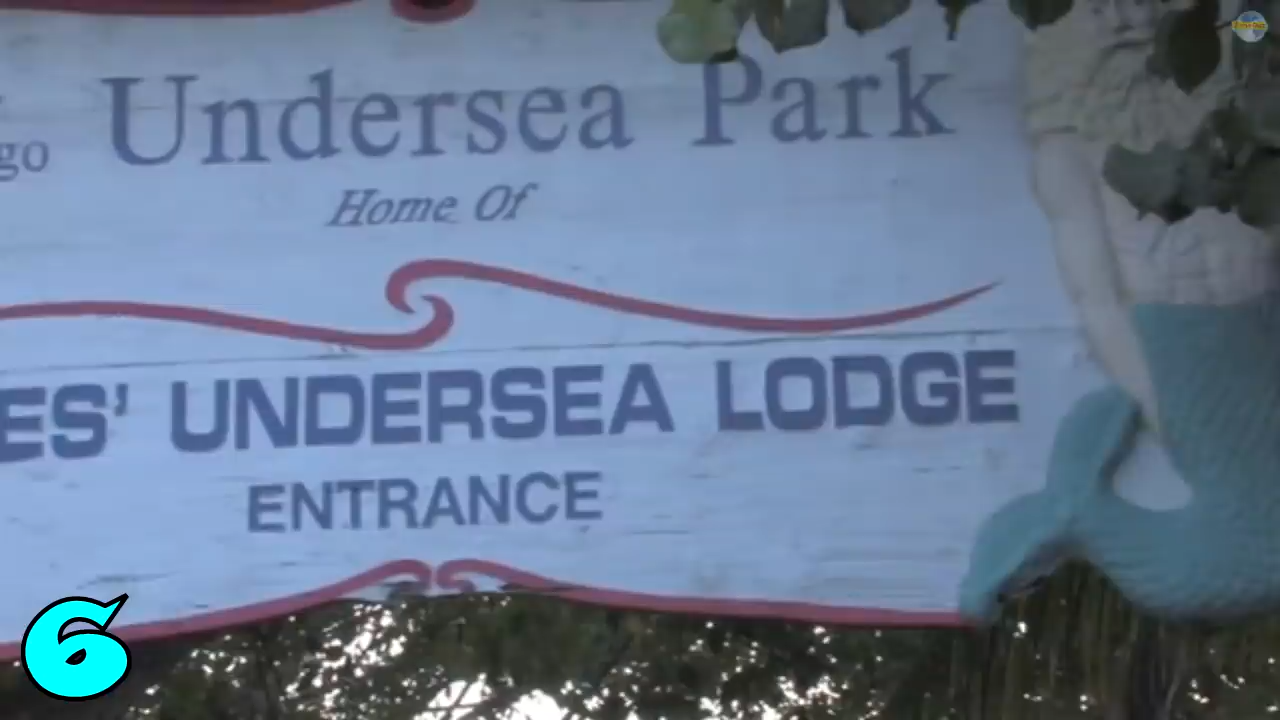 go Undersea Park
Home Of
ES' UNDERSEA LODGE
ENTRANCE
6